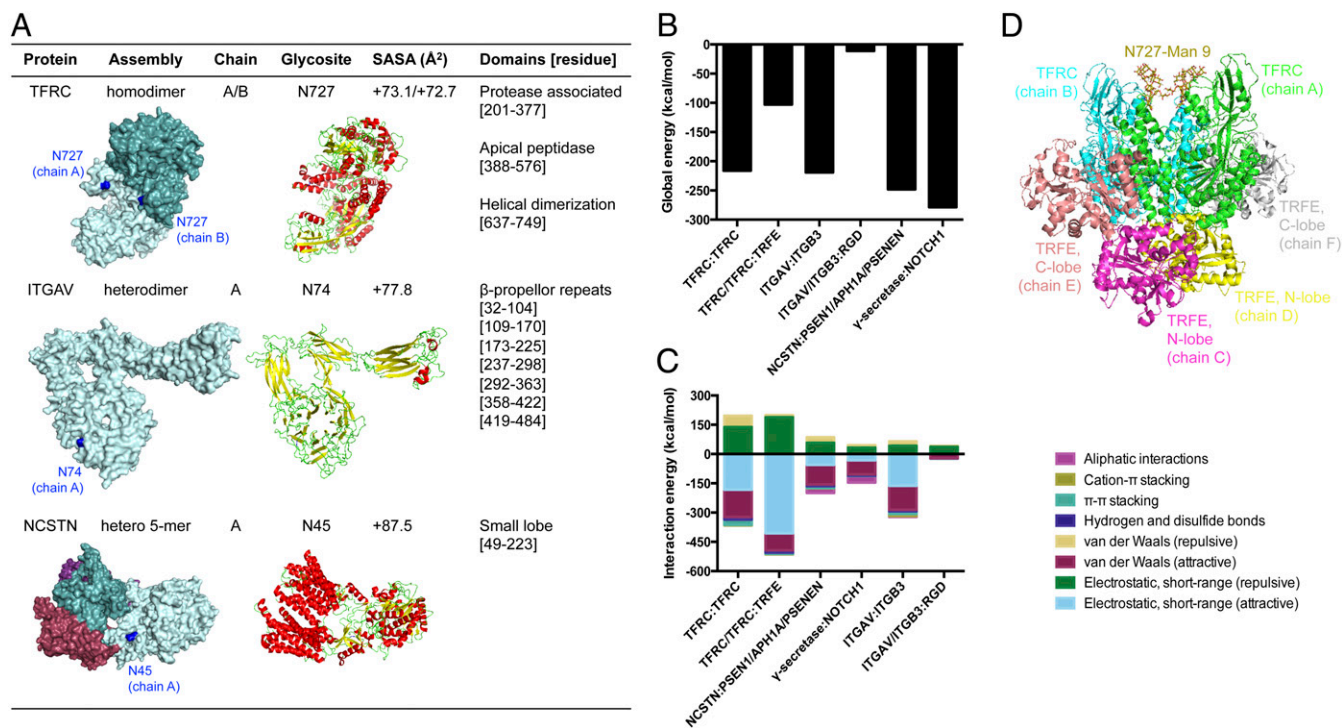 A
Protein Assembly Chain Glycosite SASA (Å²) Domains [residue]
TFRC homodimer A/B N727 +73.1/+72.7 Protease associated
[201-377]
Apical peptidase
[388-576]
Helical dimerization
[637-749]
N727
(chain A)
N727
(chain B)
ITGAV heterodimer A N74 +77.8 β-propellor repeats
[32-104]
[109-170]
[173-225]
[237-298]
[292-363]
[358-422]
[419-484]
N74
(chain A)
NCSTN hetero 5-mer A N45 +87.5 Small lobe
[49-223]
N45
(chain A)
B
Global energy (kcal/mol)
0
-50
-100
-150
-200
-250
-300
TFRC:TFRC
TFRC/TFRC:TRFE
ITGAV:ITGB3
ITGAV/ITGB3:RGD
NCSTN:PSEN1/APH1A/PSENEN
γ-secretase:NOTCH1
C
Interaction energy (kcal/mol)
300
150
0
-150
-300
-450
-600
TFRC:TFRC
TFRC/TFRC:TRFE
NCSTN:PSEN1/APH1A/PSENEN
γ-secretase:NOTCH1
ITGAV:ITGB3
ITGAV/ITGB3:RGD
Aliphatic interactions
Cation-π stacking
π-π stacking
Hydrogen and disulfide bonds
van der Waals (repulsive)
van der Waals (attractive)
Electrostatic, short-range (repulsive)
Electrostatic, short-range (attractive)
D
N727-Man 9
TFRC
(chain B)
TFRC
(chain A)
TRFE,
C-lobe
(chain F)
TRFE,
C-lobe
(chain E)
TRFE, N-lobe
(chain D)
TRFE,
N-lobe
(chain C)